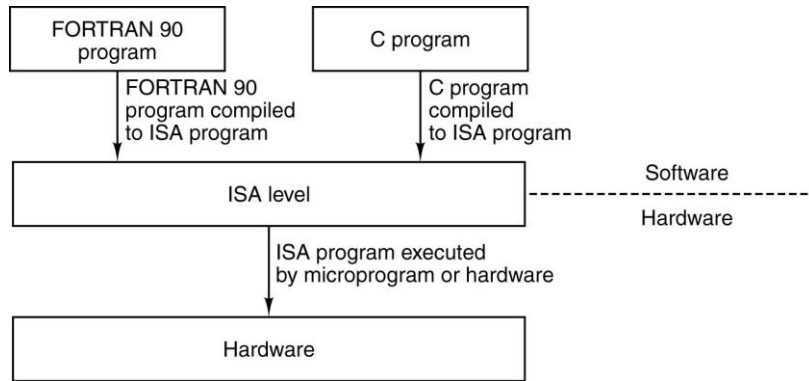 FORTRAN 90
program
C program
FORTRAN 90
program compiled
to ISA program
C program
compiled
to ISA program
ISA level
Software
Hardware
ISA program executed
by microprogram or hardware
Hardware